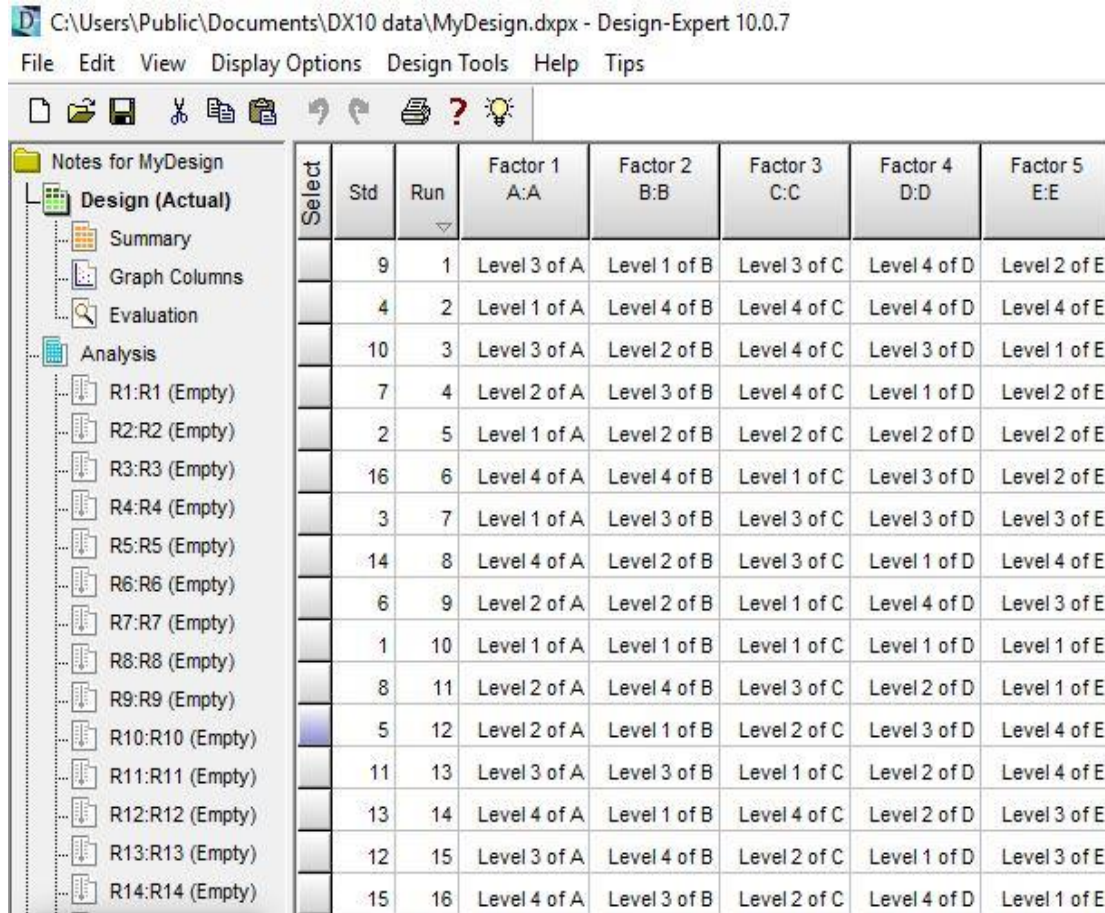 C:\Users\Public\Documents\DX10 data\MyDesign.dxpx - Design-Expert 10.0.7
File Edit View Display Options Design Tools Help Tips
Notes for MyDesign
Design (Actual)
Summary
Graph Columns
Evaluation
Analysis
R1:R1 (Empty)
R2:R2 (Empty)
R3:R3 (Empty)
R4:R4 (Empty)
R5:R5 (Empty)
R6:R6 (Empty)
R7:R7 (Empty)
R8:R8 (Empty)
R9:R9 (Empty)
R10:R10 (Empty)
R11:R11 (Empty)
R12:R12 (Empty)
R13:R13 (Empty)
R14:R14 (Empty)
Select Std Run Factor 1 A:A Factor 2 B:B Factor 3 C:C Factor 4 D:D Factor 5 E:E
9 1 Level 3 of A Level 1 of B Level 3 of C Level 4 of D Level 2 of E
4 2 Level 1 of A Level 4 of B Level 4 of C Level 4 of D Level 4 of E
10 3 Level 3 of A Level 2 of B Level 4 of C Level 3 of D Level 1 of E
7 4 Level 2 of A Level 3 of B Level 4 of C Level 1 of D Level 2 of E
2 5 Level 1 of A Level 2 of B Level 2 of C Level 2 of D Level 2 of E
16 6 Level 4 of A Level 4 of B Level 1 of C Level 3 of D Level 2 of E
3 7 Level 1 of A Level 3 of B Level 3 of C Level 3 of D Level 3 of E
14 8 Level 4 of A Level 2 of B Level 3 of C Level 1 of D Level 4 of E
6 9 Level 2 of A Level 2 of B Level 1 of C Level 4 of D Level 3 of E
1 10 Level 1 of A Level 1 of B Level 1 of C Level 1 of D Level 1 of E
8 11 Level 2 of A Level 4 of B Level 3 of C Level 2 of D Level 1 of E
5 12 Level 2 of A Level 1 of B Level 2 of C Level 3 of D Level 4 of E
11 13 Level 3 of A Level 3 of B Level 1 of C Level 2 of D Level 4 of E
13 14 Level 4 of A Level 1 of B Level 4 of C Level 2 of D Level 3 of E
12 15 Level 3 of A Level 4 of B Level 2 of C Level 1 of D Level 3 of E
15 16 Level 4 of A Level 3 of B Level 2 of C Level 4 of D Level 1 of E